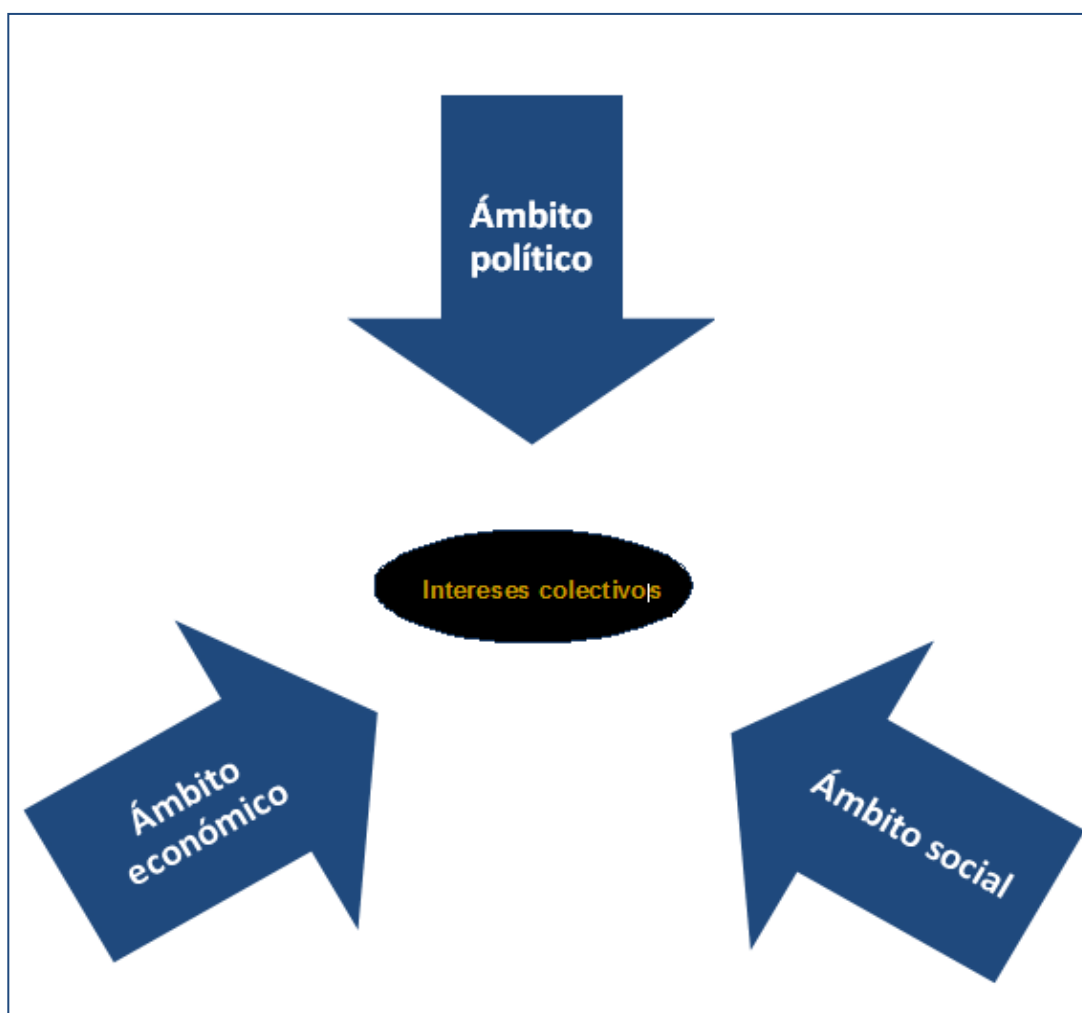 Ámbito
político
Intereses colectivos
Ámbito
económico
Ámbito social